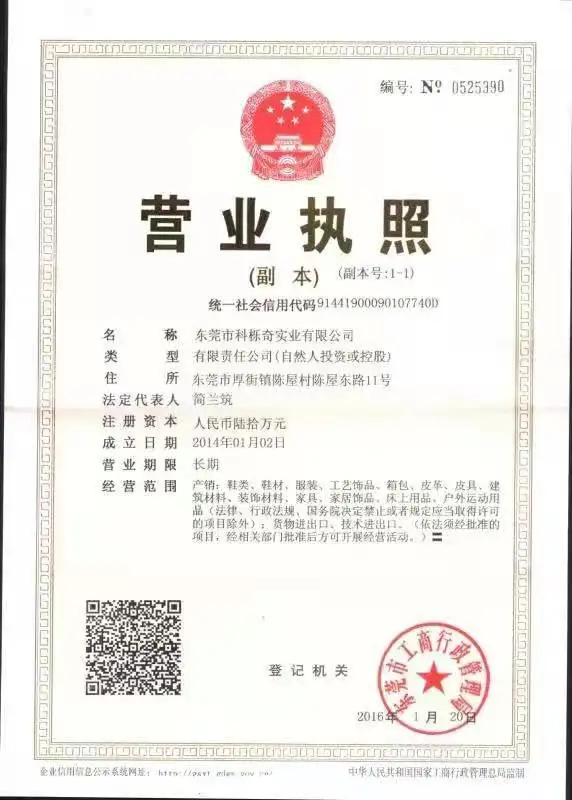 编号: № 0525390
营业执照
(副 本) (副本号:1-1)
统一社会信用代码91441900090107740D
名 称 东莞市科栎奇实业有限公司
类 型 有限责任公司(自然人投资或控股)
住 所 东莞市厚街镇陈屋村陈屋东路11号
法定代表人 简兰筑
注册资本 人民币陆拾万元
成立日期 2014年01月02日
营业期限 长期
经营范围 产销：鞋类、鞋材、服装、工艺饰品、箱包、皮革、皮具、建
筑材料、装饰材料、家具、家居饰品、床上用品、户外运动用
品（法律、行政法规、国务院决定禁止或者规定应当取得许可
的项目除外）；货物进出口、技术进出口。（依法须经批准的
项目，经相关部门批准后方可开展经营活动。）
登记机关
东莞市工商行政管理局
2016年 1 月 20日
企业信用信息公示系统网址： 中华人民共和国国家工商行政管理总局监制